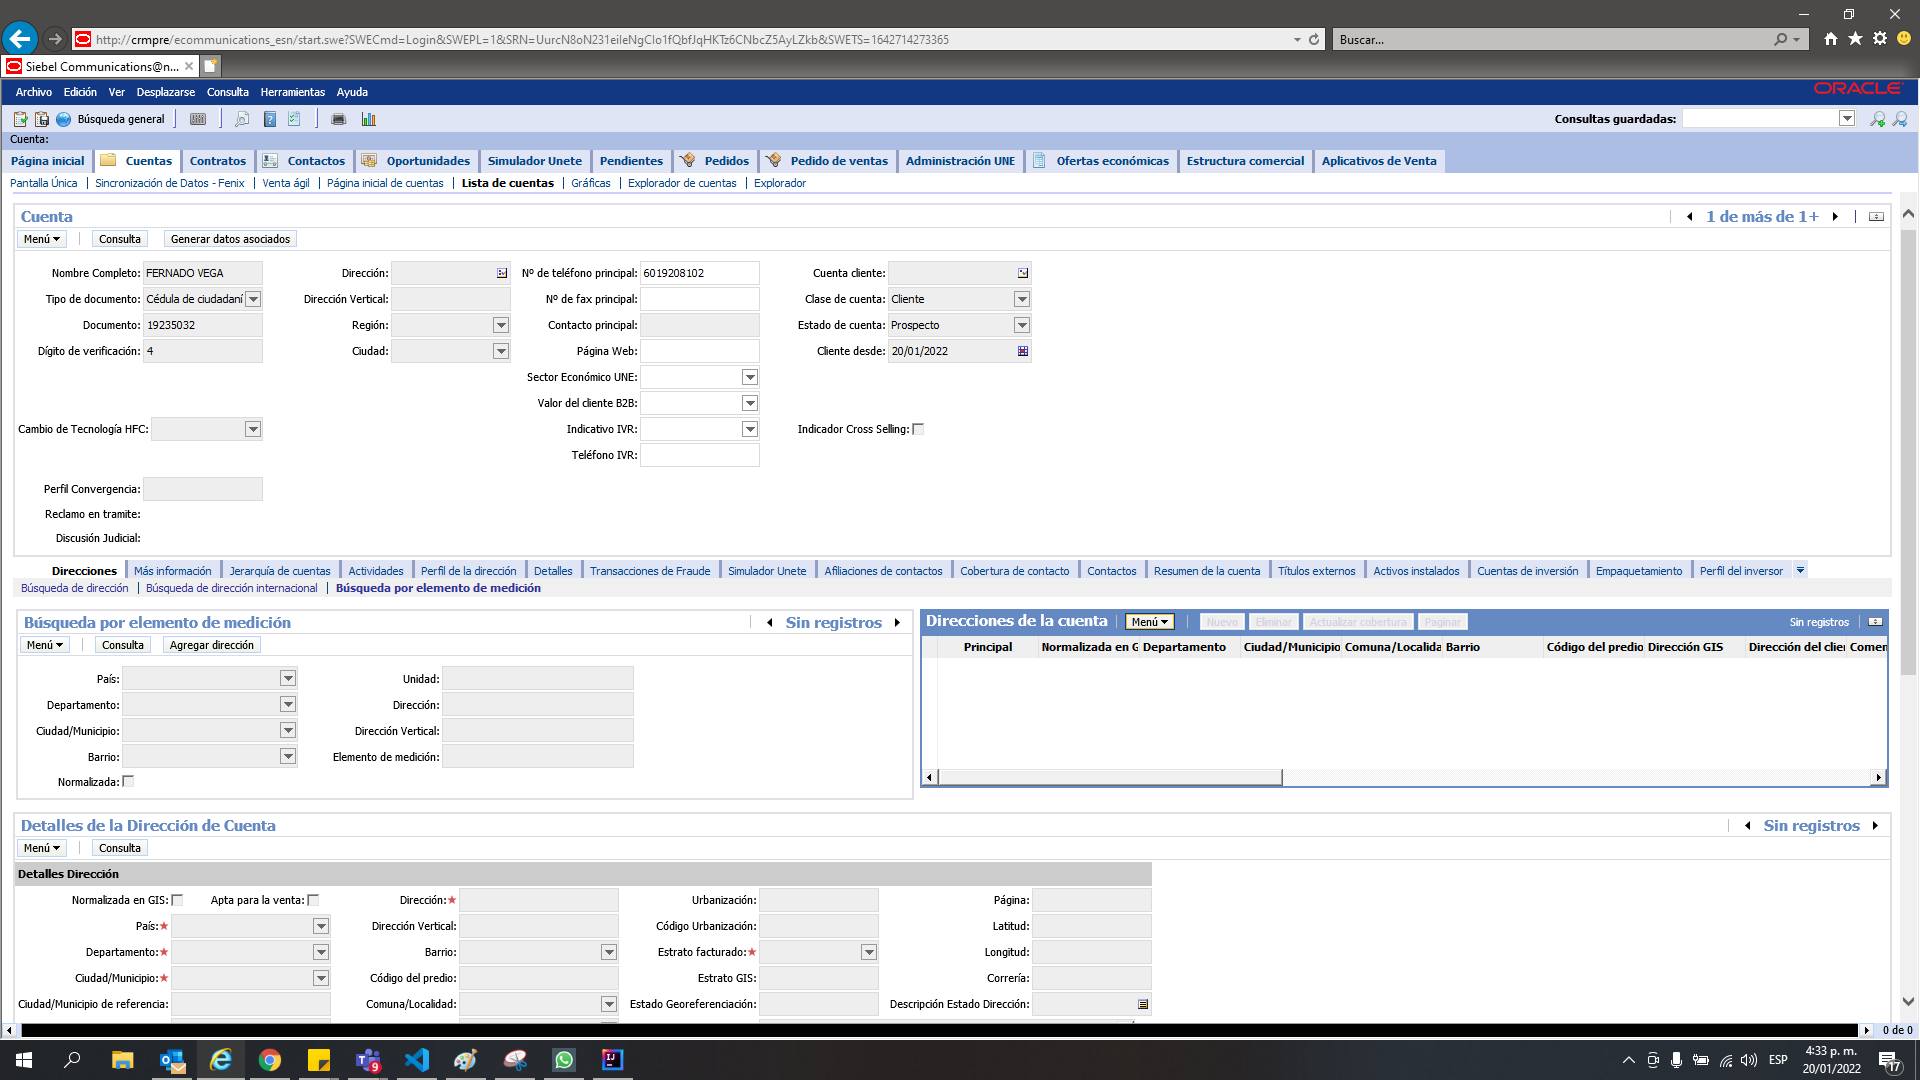 http://crmpre/ecommunications_esn/start.swe?SWECmd=Login&SWEPL=1&SRN=UurcN8oN231eileNgClo1fQbfJqHKTz6CNbcZ5AyLZkb&SWETS=1642714273365
Buscar...
Siebel Communications@n...
Archivo Edición Ver Desplazarse Consulta Herramientas Ayuda
ORACLE
Búsqueda general
Consultas guardadas:
Cuenta:
Página inicial Cuentas Contratos Contactos Oportunidades Simulador Unete Pendientes Pedidos Pedido de ventas Administración UNE Ofertas económicas Estructura comercial Aplicativos de Venta
Pantalla Única Sincronización de Datos - Fenix Venta ágil Página inicial de cuentas Lista de cuentas Gráficas Explorador de cuentas Explorador
Cuenta
1 de más de 1+
Menú Consulta Generar datos asociados
Nombre Completo: FERNADO VEGA Dirección: Nº de teléfono principal: 6019208102 Cuenta cliente:
Tipo de documento: Cédula de ciudadaní Dirección Vertical: Nº de fax principal: Clase de cuenta: Cliente
Documento: 19235032 Región: Contacto principal: Estado de cuenta: Prospecto
Dígito de verificación: 4 Ciudad: Página Web: Cliente desde: 20/01/2022
Sector Económico UNE:
Valor del cliente B2B:
Cambio de Tecnología HFC: Indicativo IVR: Indicador Cross Selling:
Teléfono IVR:
Perfil Convergencia:
Reclamo en tramite:
Discusión Judicial:
Direcciones Más información Jerarquía de cuentas Actividades Perfil de la dirección Detalles Transacciones de Fraude Simulador Unete Afiliaciones de contactos Cobertura de contacto Contactos Resumen de la cuenta Títulos externos Activos instalados Cuentas de inversión Empaquetamiento Perfil del inversor
Búsqueda de dirección Búsqueda de dirección internacional Búsqueda por elemento de medición
Búsqueda por elemento de medición Sin registros
Menú Consulta Agregar dirección
País: Unidad:
Departamento: Dirección:
Ciudad/Municipio: Dirección Vertical:
Barrio: Elemento de medición:
Normalizada:
Direcciones de la cuenta Menú Nuevo Eliminar Actualizar cobertura Paginar Sin registros
Principal Normalizada en G Departamento Ciudad/Municipio Comuna/Localida Barrio Código del predio Dirección GIS Dirección del clie Comen
Detalles de la Dirección de Cuenta Sin registros
Menú Consulta
Detalles Dirección
Normalizada en GIS: Apta para la venta: Dirección:★ Urbanización: Página:
País:★ Dirección Vertical: Código Urbanización: Latitud:
Departamento:★ Barrio: Estrato facturado:★ Longitud:
Ciudad/Municipio:★ Código del predio: Estrato GIS: Correría:
Ciudad/Municipio de referencia: Comuna/Localidad: Estado Georeferenciación: Descripción Estado Dirección:
0 de 0
9
IJ
ESP
4:33 p. m.
20/01/2022
17